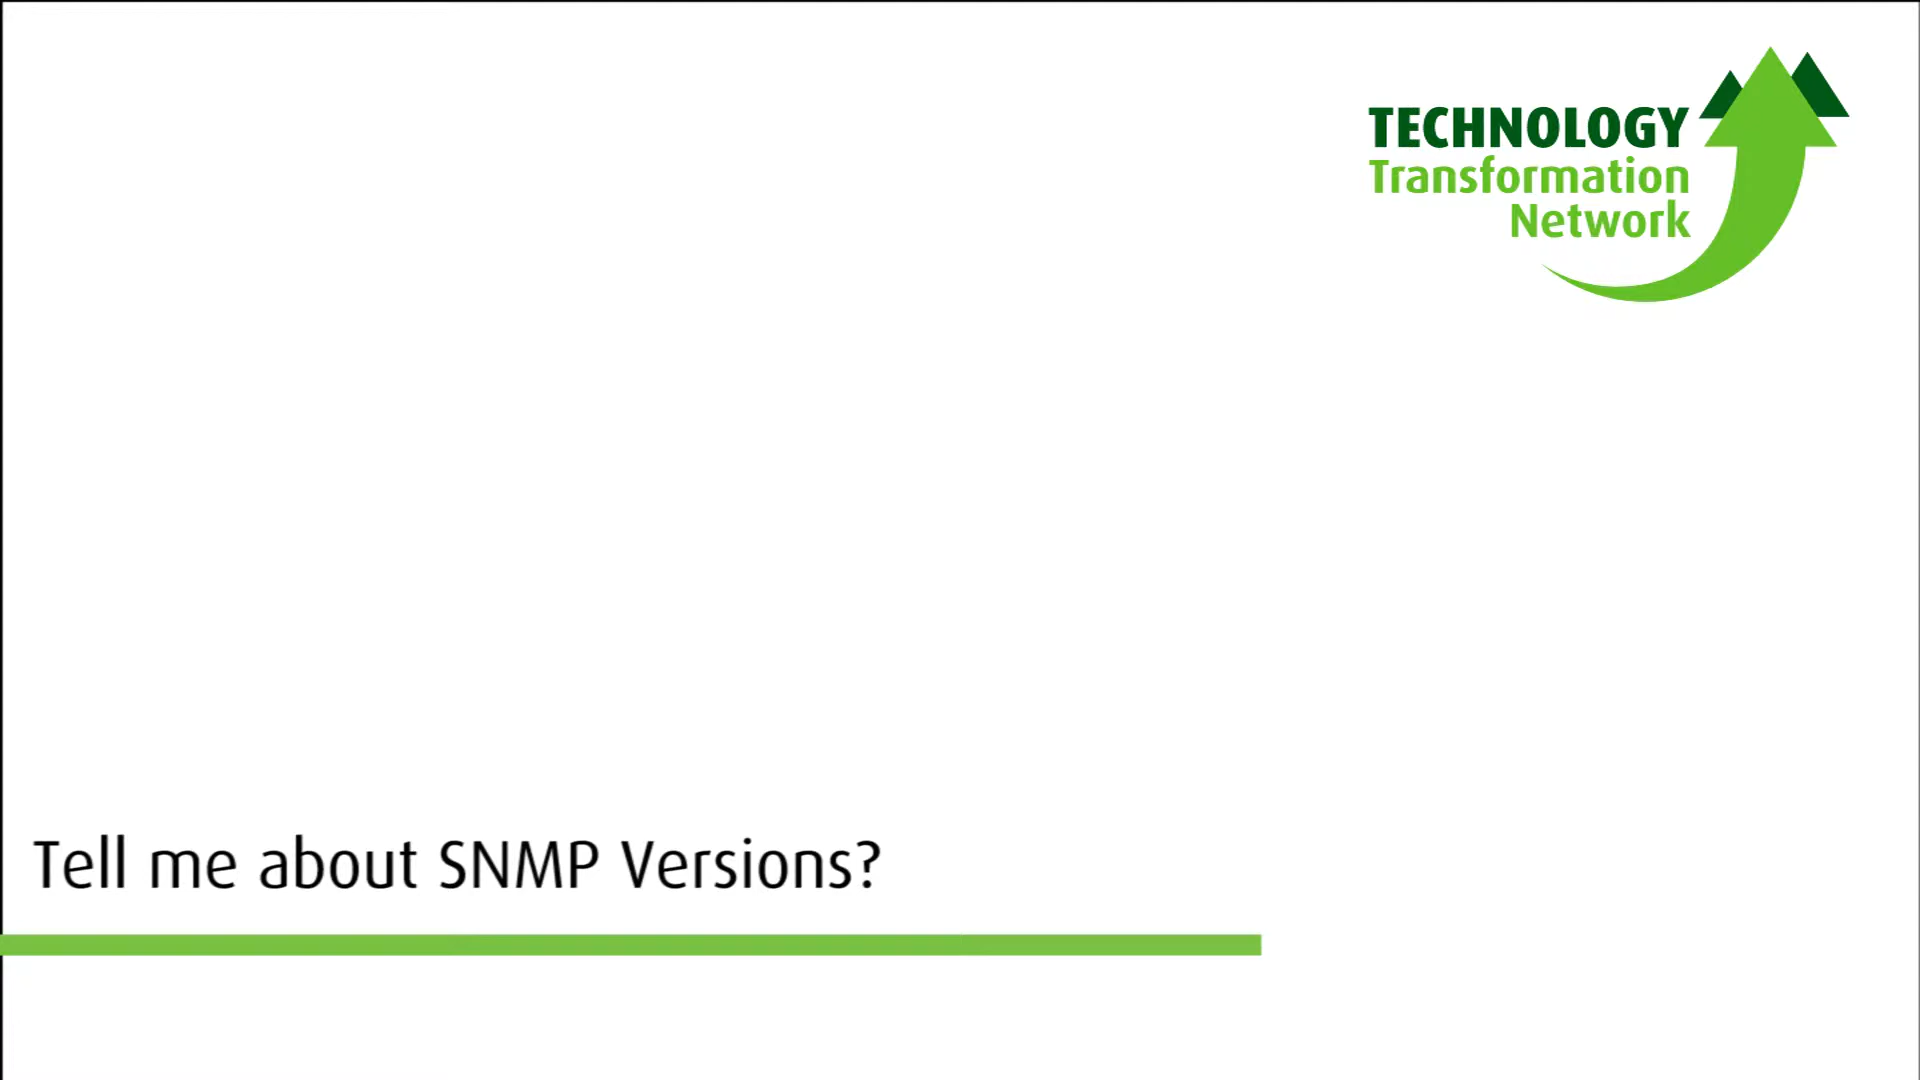 TECHNOLOGY
Transformation
Network
Tell me about SNMP Versions?